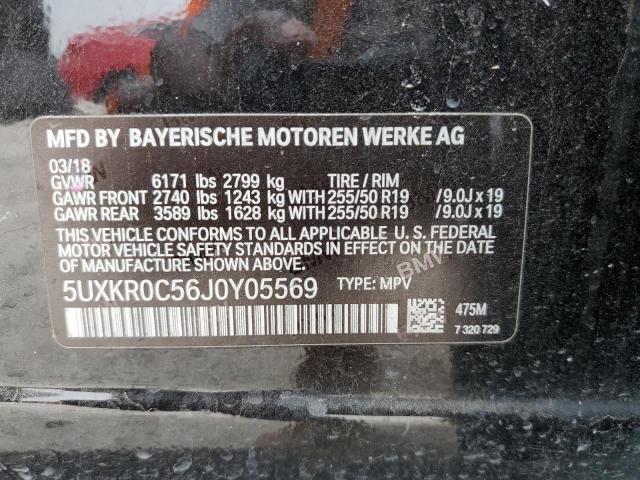 MFD BY BAYERISCHE MOTOREN WERKE AG
03/18
GVWR 6171 lbs 2799 kg TIRE / RIM
GAWR FRONT 2740 lbs 1243 kg WITH 255/50 R19 /9.0J x 19
GAWR REAR 3589 lbs 1628 kg WITH 255/50 R19 /9.0J x 19
THIS VEHICLE CONFORMS TO ALL APPLICABLE U. S. FEDERAL
MOTOR VEHICLE SAFETY STANDARDS IN EFFECT ON THE DATE
OF MANUFACTURE SHOWN ABOVE.
5UXKR0C56J0Y05569 TYPE: MPV
475M
7 320 729
BMW